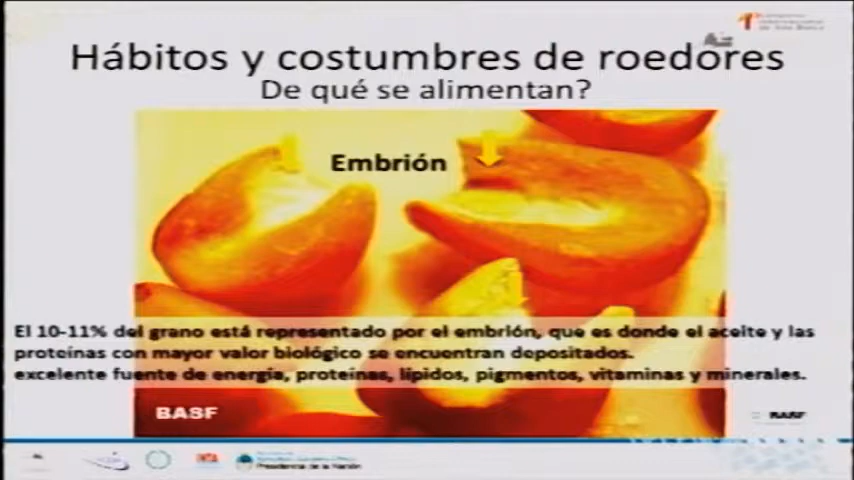 Hábitos y costumbres de roedores
De qué se alimentan?
Embrión
El 10-11% del grano está representado por el embrión, que es donde el aceite y las
proteínas con mayor valor biológico se encuentran depositados.
excelente fuente de energía, proteínas, lípidos, pigmentos, vitaminas y minerales.
BASF
BASF
INTA
Presidencia de la Nación